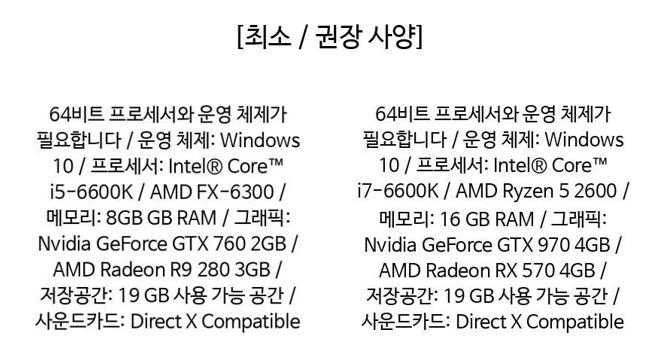 [최소 / 권장 사양]
64비트 프로세서와 운영 체제가
필요합니다 / 운영 체제: Windows
10 / 프로세서: Intel® Core™
i5-6600K / AMD FX-6300 /
메모리: 8GB GB RAM / 그래픽:
Nvidia GeForce GTX 760 2GB /
AMD Radeon R9 280 3GB /
저장공간: 19 GB 사용 가능 공간 /
사운드카드: Direct X Compatible
64비트 프로세서와 운영 체제가
필요합니다 / 운영 체제: Windows
10 / 프로세서: Intel® Core™
i7-6600K / AMD Ryzen 5 2600 /
메모리: 16 GB RAM / 그래픽:
Nvidia GeForce GTX 970 4GB /
AMD Radeon RX 570 4GB /
저장공간: 19 GB 사용 가능 공간 /
사운드카드: Direct X Compatible